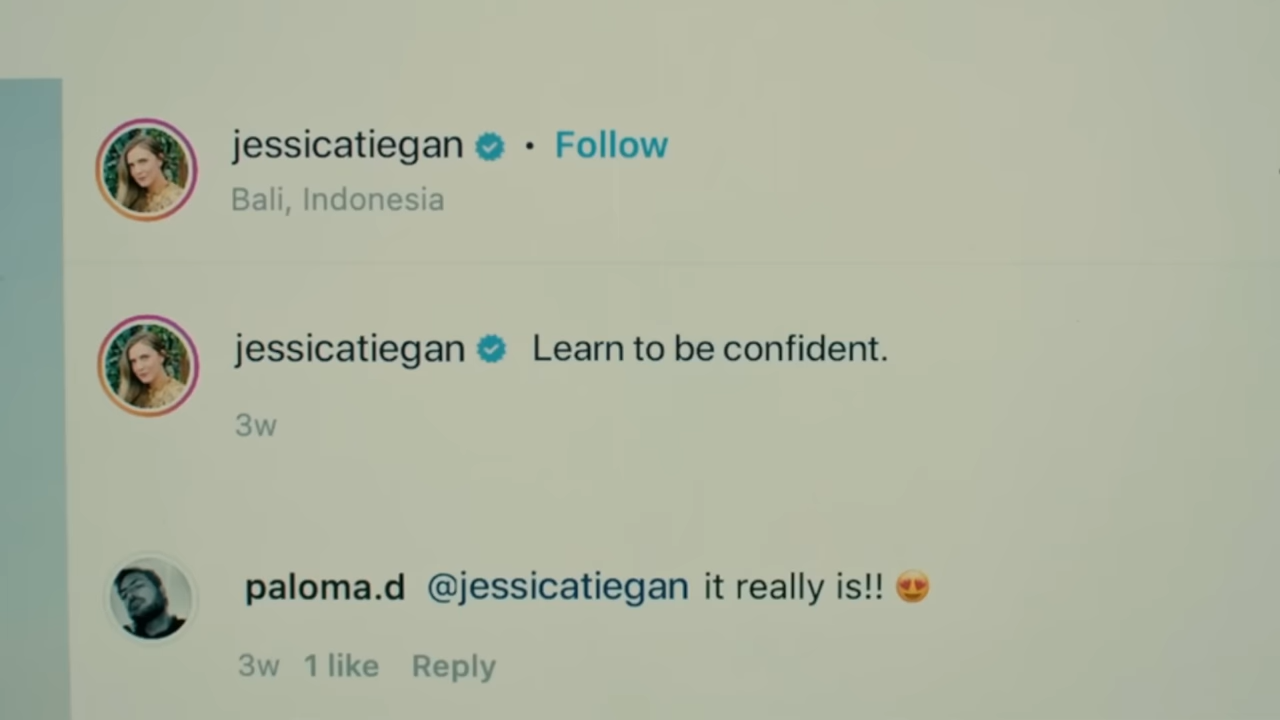 jessicatiegan • Follow
Bali, Indonesia
jessicatiegan Learn to be confident.
3w
paloma.d @jessicatiegan it really is!! 😍
3w 1 like Reply